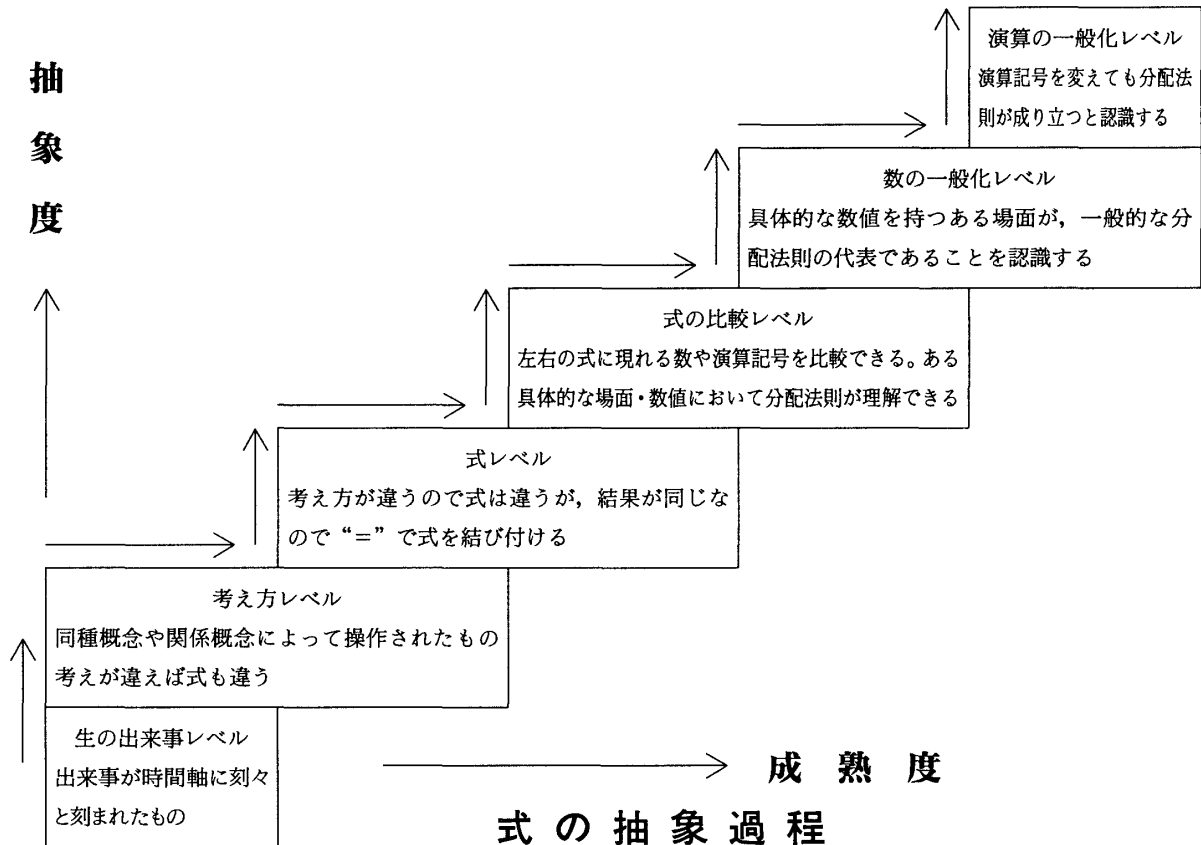 抽象度
演算の一般化レベル
演算記号を変えても分配法
則が成り立つと認識する
数の一般化レベル
具体的な数値を持つある場面が，一般的な分
配法則の代表であることを認識する
式の比較レベル
左右の式に現れる数や演算記号を比較できる。ある
具体的な場面・数値において分配法則が理解できる
式レベル
考え方が違うので式は違うが，結果が同じな
ので“=”で式を結び付ける
考え方レベル
同種概念や関係概念によって操作されたもの
考えが違えば式も違う
生の出来事レベル
出来事が時間軸に刻々
と刻まれたもの
成熟度
式の抽象過程